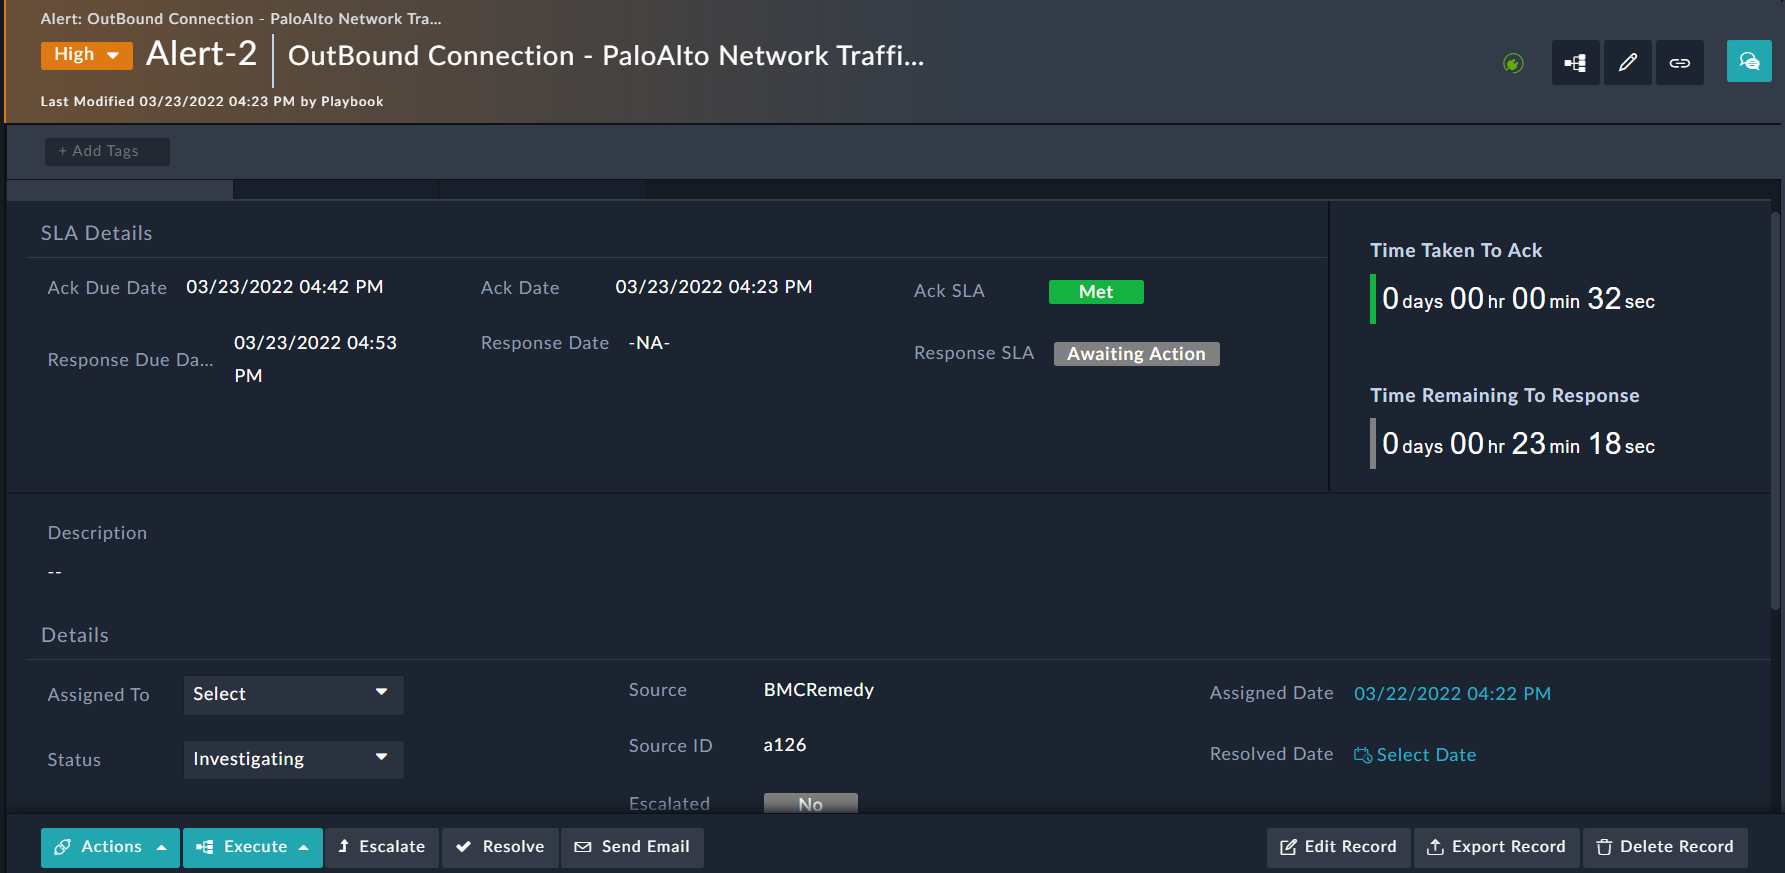 Alert: OutBound Connection - PaloAlto Network Tra...
High Alert-2 OutBound Connection - PaloAlto Network Traffi...
Last Modified 03/23/2022 04:23 PM by Playbook
+ Add Tags
SLA Details
Ack Due Date 03/23/2022 04:42 PM Ack Date 03/23/2022 04:23 PM Ack SLA Met
Response Due Da... 03/23/2022 04:53 PM Response Date -NA- Response SLA Awaiting Action
Time Taken To Ack
0 days 00 hr 00 min 32 sec
Time Remaining To Response
0 days 00 hr 23 min 18 sec
Description
--
Details
Assigned To Select Source BMCRemedy Assigned Date 03/22/2022 04:22 PM
Status Investigating Source ID a126 Resolved Date Select Date
Escalated No
Actions Execute Escalate Resolve Send Email Edit Record Export Record Delete Record